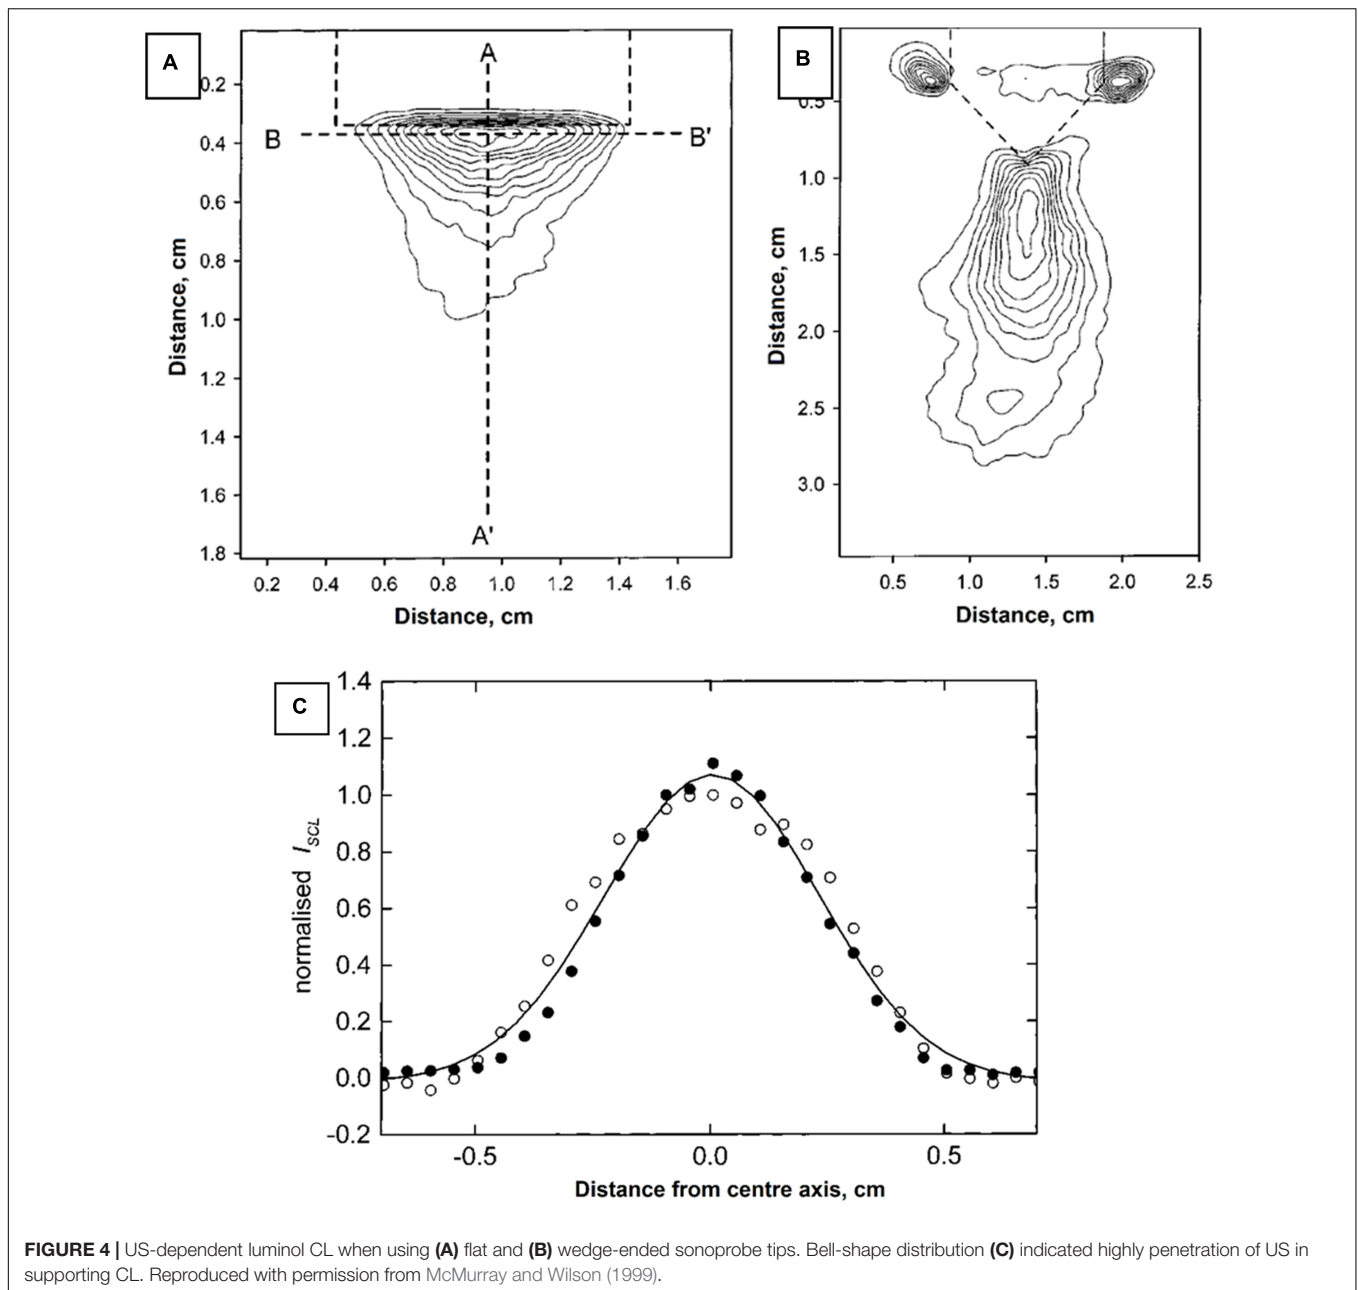 A
A
0.2
0.4
B
B'
0.6
0.8
1.0
1.2
1.4
1.6
A'
1.8
0.2 0.4 0.6 0.8 1.0 1.2 1.4 1.6
Distance, cm
Distance, cm
B
0.5
1.0
1.5
2.0
2.5
3.0
0.5 1.0 1.5 2.0 2.5
Distance, cm
Distance, cm
C
1.4
1.2
1.0
0.8
0.6
0.4
0.2
0.0
-0.2
normalised I_SCL
-0.5 0.0 0.5
Distance from centre axis, cm
FIGURE 4 | US-dependent luminol CL when using (A) flat and (B) wedge-ended sonoprobe tips. Bell-shape distribution (C) indicated highly penetration of US in
supporting CL. Reproduced with permission from McMurray and Wilson (1999).